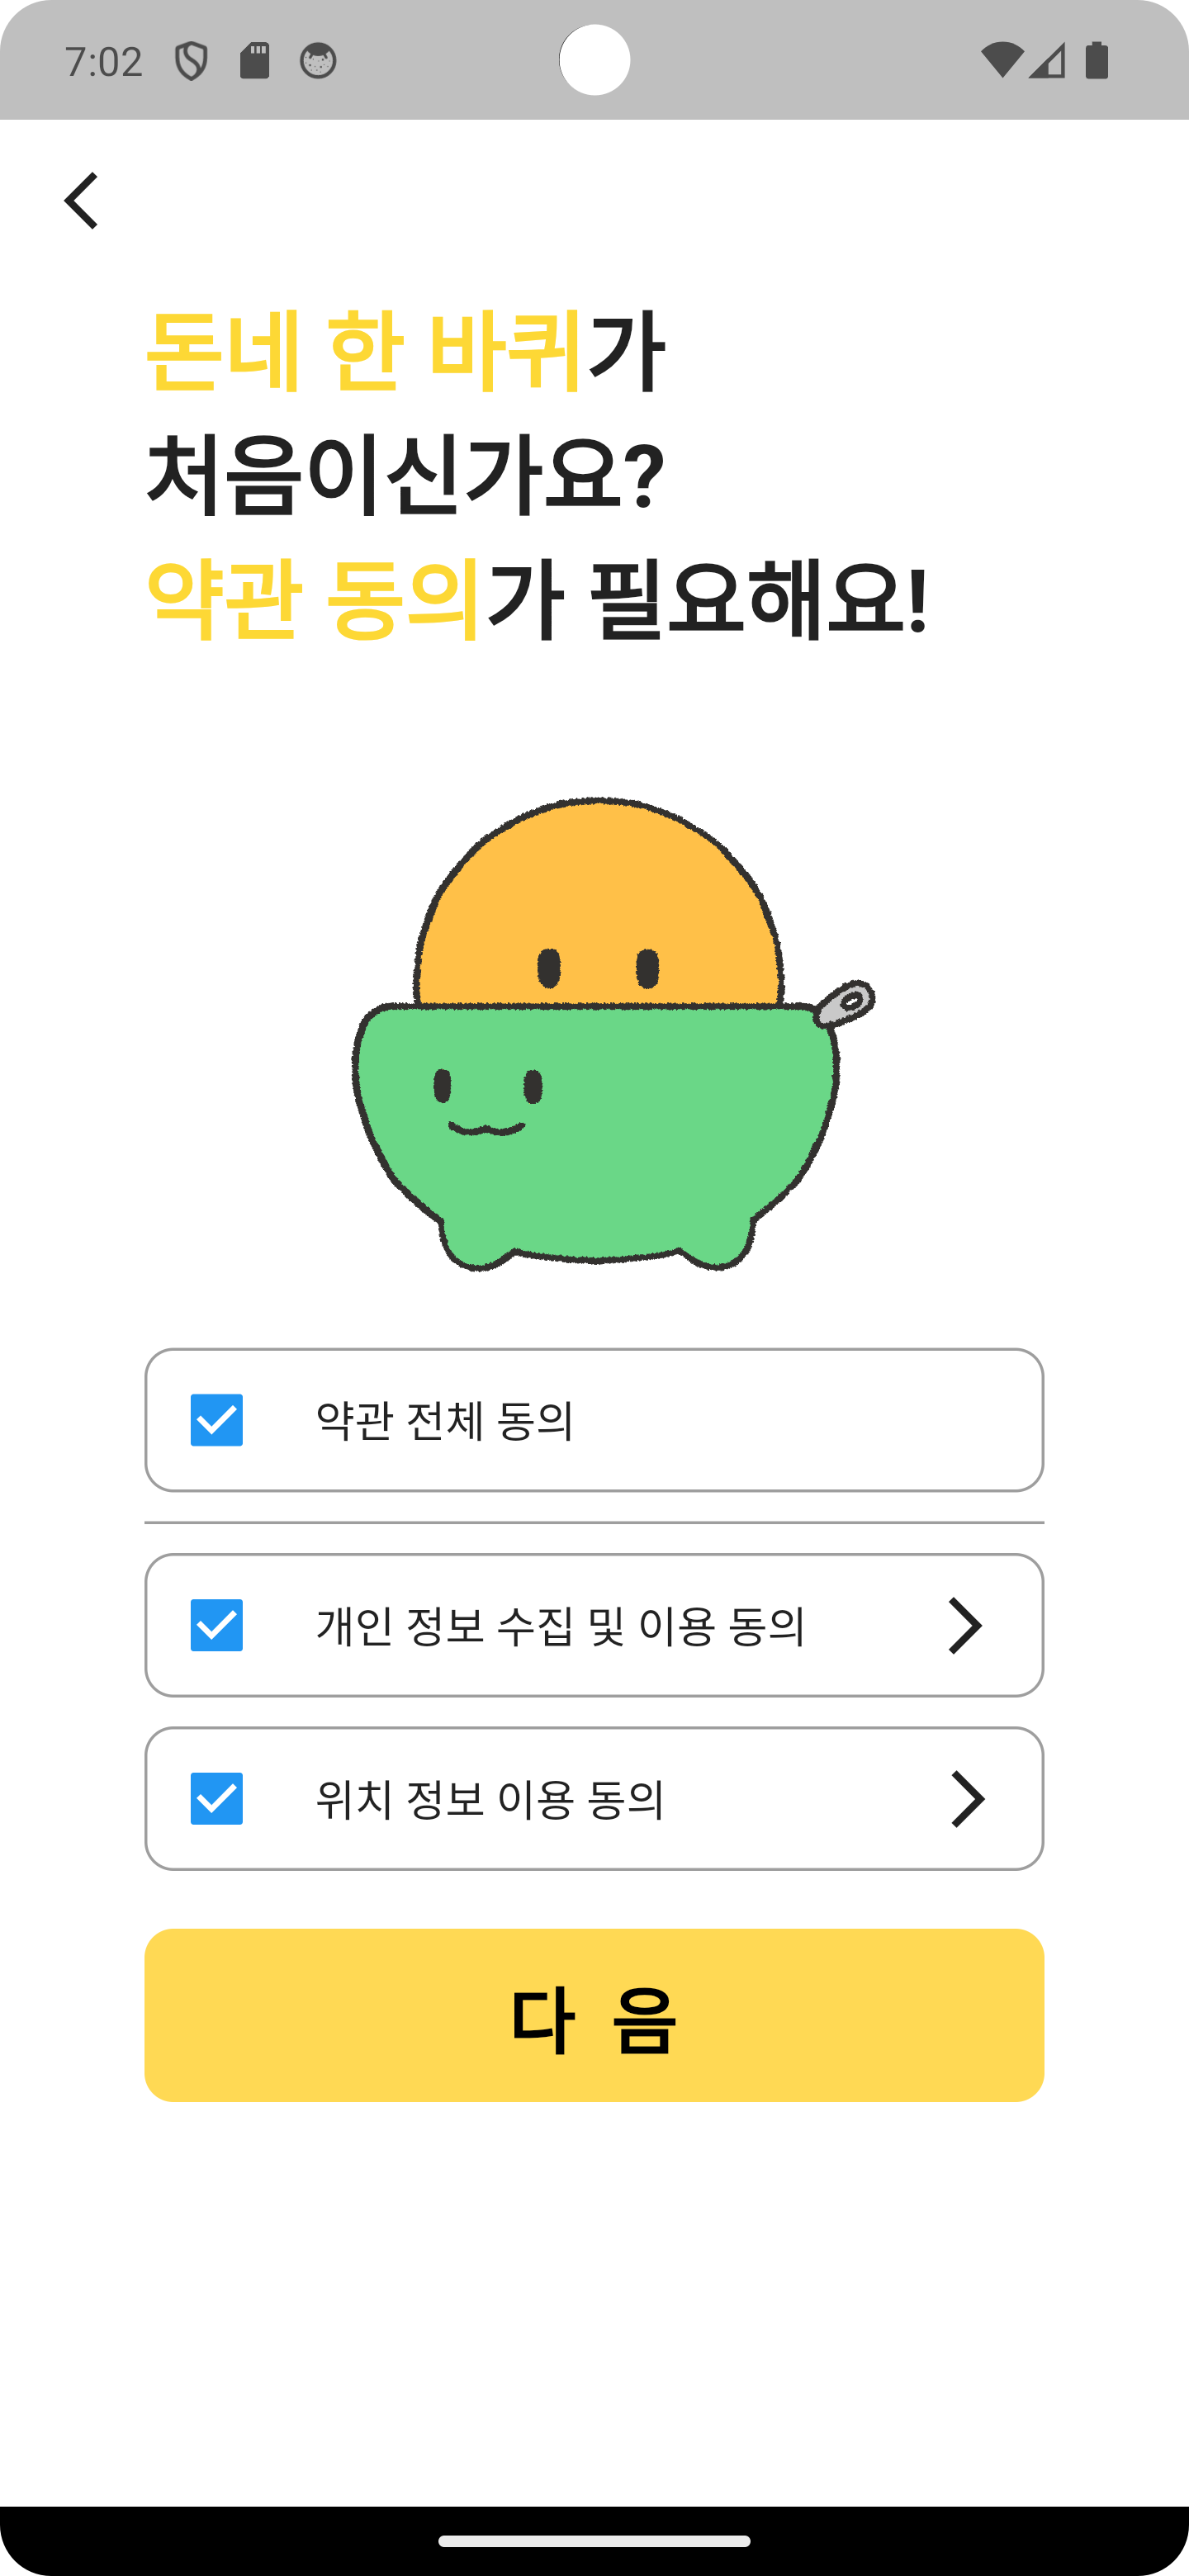 7:02
돈네 한 바퀴가
처음이신가요?
약관 동의가 필요해요!
약관 전체 동의
개인 정보 수집 및 이용 동의
위치 정보 이용 동의
다 음